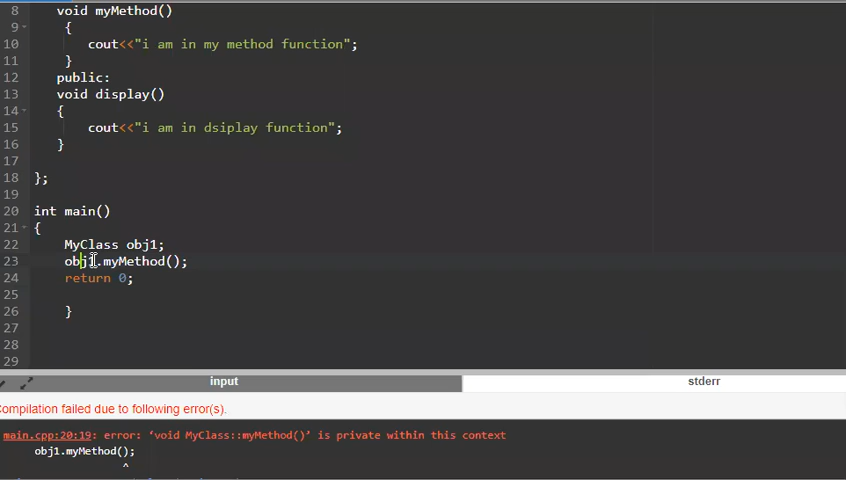 8 void myMethod()
9 {
10 cout<<"i am in my method function";
11 }
12 public:
13 void display()
14 {
15 cout<<"i am in dsiplay function";
16 }
17
18 };
19
20 int main()
21 {
22 MyClass obj1;
23 obj1.myMethod();
24 return 0;
25
26 }
27
28
29
input stderr
ompilation failed due to following error(s).
main.cpp:20:19: error: ‘void MyClass::myMethod()’ is private within this context
obj1.myMethod();
^